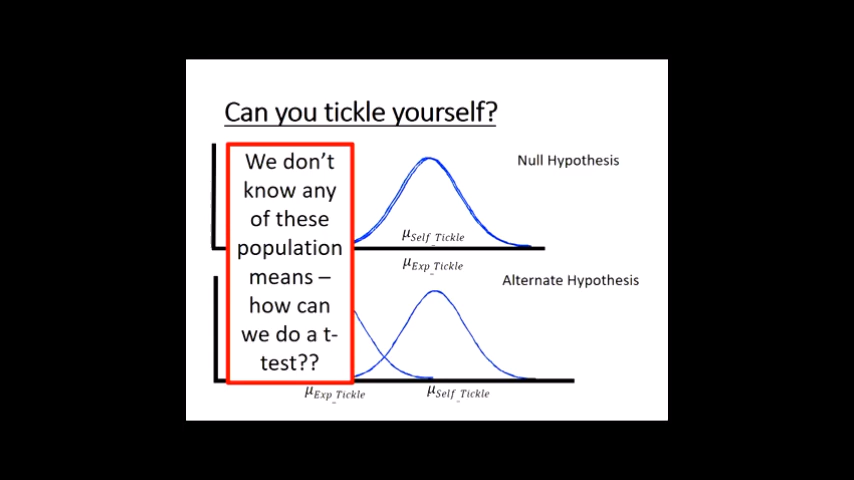 Can you tickle yourself?
We don't
know any
of these
population
means –
how can
we do a t-
test??
Null Hypothesis
μSelf_Tickle
μExp_Tickle
Alternate Hypothesis
μExp_Tickle
μSelf_Tickle